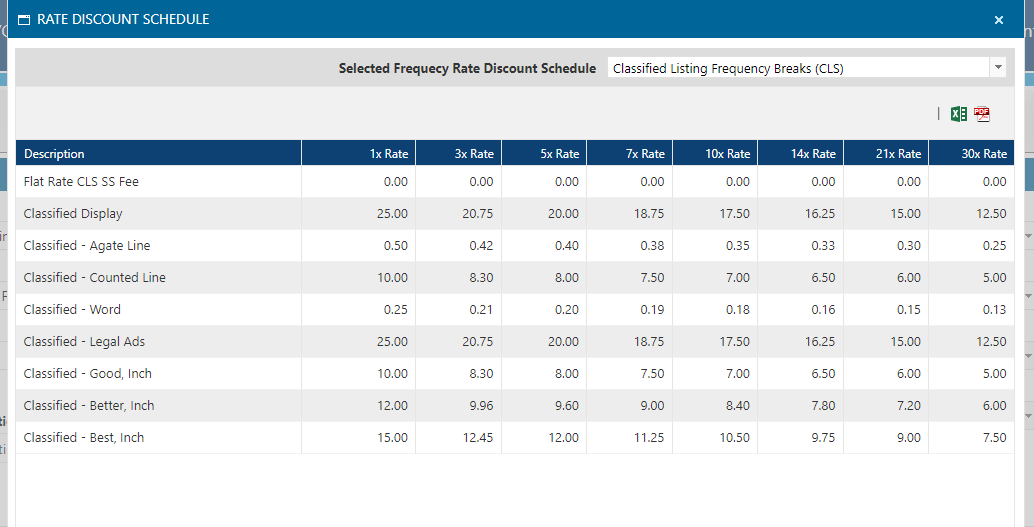 RATE DISCOUNT SCHEDULE
Selected Frequecy Rate Discount Schedule Classified Listing Frequency Breaks (CLS)
PDF
Description 1x Rate 3x Rate 5x Rate 7x Rate 10x Rate 14x Rate 21x Rate 30x Rate
Flat Rate CLS SS Fee 0.00 0.00 0.00 0.00 0.00 0.00 0.00 0.00
Classified Display 25.00 20.75 20.00 18.75 17.50 16.25 15.00 12.50
Classified - Agate Line 0.50 0.42 0.40 0.38 0.35 0.33 0.30 0.25
Classified - Counted Line 10.00 8.30 8.00 7.50 7.00 6.50 6.00 5.00
Classified - Word 0.25 0.21 0.20 0.19 0.18 0.16 0.15 0.13
Classified - Legal Ads 25.00 20.75 20.00 18.75 17.50 16.25 15.00 12.50
Classified - Good, Inch 10.00 8.30 8.00 7.50 7.00 6.50 6.00 5.00
Classified - Better, Inch 12.00 9.96 9.60 9.00 8.40 7.80 7.20 6.00
Classified - Best, Inch 15.00 12.45 12.00 11.25 10.50 9.75 9.00 7.50